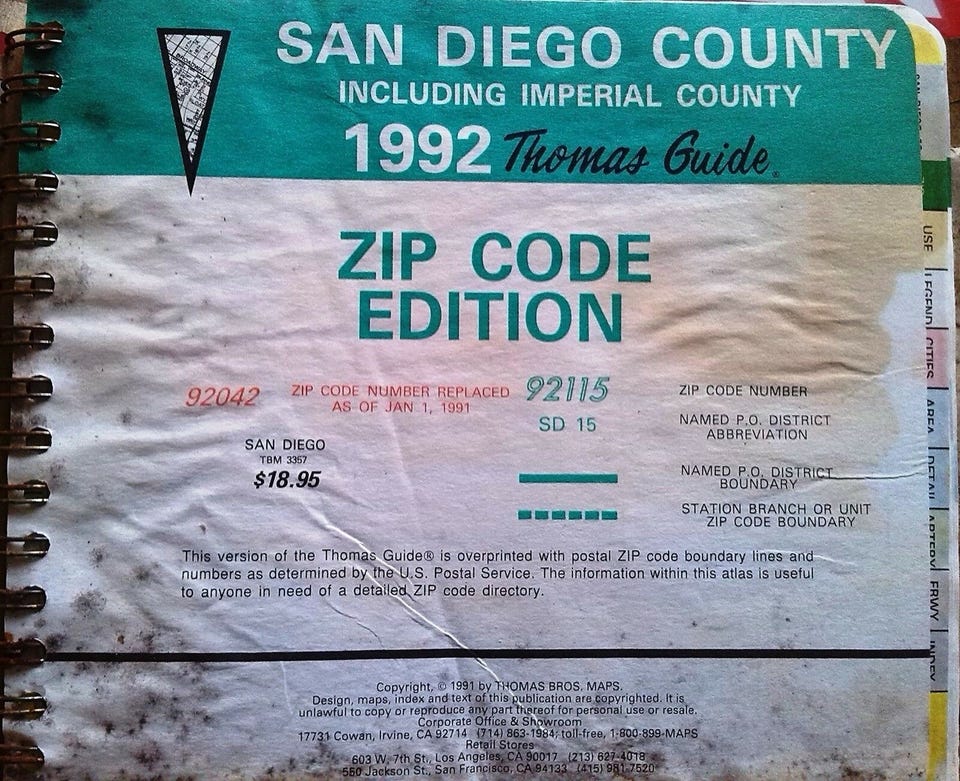 SAN DIEGO COUNTY
INCLUDING IMPERIAL COUNTY
1992 Thomas Guide®
ZIP CODE
EDITION
92042 ZIP CODE NUMBER REPLACED
AS OF JAN 1, 1991
92115 ZIP CODE NUMBER
SD 15 NAMED P.O. DISTRICT
ABBREVIATION
SAN DIEGO
TBM 3357
$18.95
NAMED P.O. DISTRICT
BOUNDARY
STATION BRANCH OR UNIT
ZIP CODE BOUNDARY
This version of the Thomas Guide® is overprinted with postal ZIP code boundary lines and
numbers as determined by the U.S. Postal Service. The information within this atlas is useful
to anyone in need of a detailed ZIP code directory.
Copyright, © 1991 by THOMAS BROS. MAPS.
Design, maps, index and text of this publication are copyrighted. It is
unlawful to copy or reproduce any part thereof for personal use or resale.
Corporate Office & Showroom
17731 Cowan, Irvine, CA 92714 (714) 863-1984; toll-free, 1-800-899-MAPS
Retail Stores
603 W. 7th St., Los Angeles, CA 90017 (213) 627-4018
550 Jackson St., San Francisco, CA 94133 (415) 981-7520
USE
LEGEND
CITIES
AREA
DETAIL
ARTERY
FRWY
INDEX